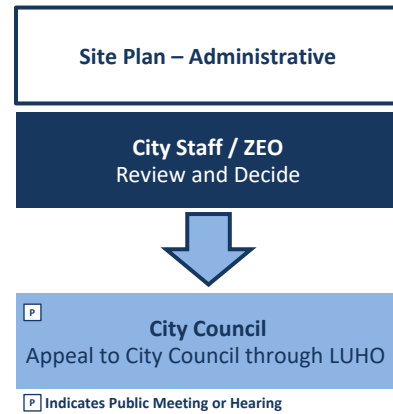 Site Plan – Administrative
City Staff / ZEO
Review and Decide
P
City Council
Appeal to City Council through LUHO
P Indicates Public Meeting or Hearing